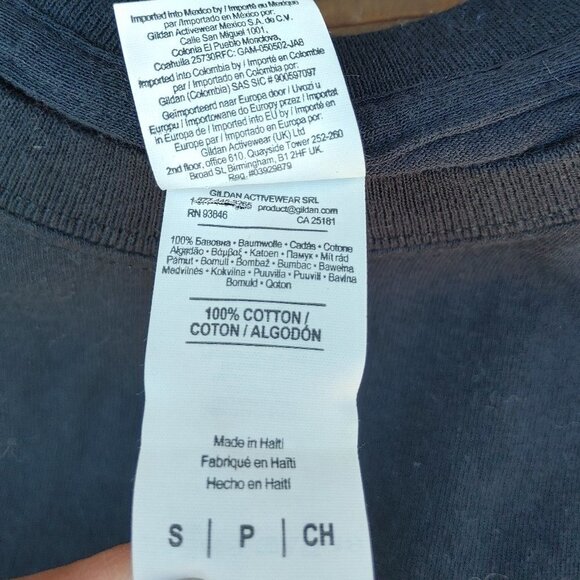 Imported into Mexico by / Importé au Mexique
par / Importado en México por:
Gildan Activewear Mexico S.A. de C.V.
Calle San Miguel 1001,
Colonia El Pueblo Monclova,
Coahuila 25730RFC: GAM-050502-JA8
Imported into Colombia by / Importé en Colombie
par / Importado en Colombia por:
Gildan (Colombia) SAS SIC # 900597097
Geïmporteerd naar Europa door / Uvozi u
Europu / Importowane do Europy przez / Importat
în Europa de / Imported into EU by / Importé en
Europe par / Importado en Europa por:
Gildan Activewear (UK) Ltd
2nd floor, office 610, Quayside Tower 252-260
Broad St, Birmingham, B1 2HF UK.
Reg. #03929879
GILDAN ACTIVEWEAR SRL
product@gildan.com
RN 93846 CA 25181
100% Бавовна • Baumwolle • Cadás • Cotone
Algodão • Βάμβαξ • Katoen • Памук • Mít rád
Pamut • Bomull • Bombaž • Bumbac • Bawełna
Medvilnės • Kokvilna • Puuvilla • Puuvill • Bavlna
Bomuld • Qoton
100% COTTON /
COTON / ALGODÓN
Made in Haiti
Fabriqué en Haïti
Hecho en Haití
S | P | CH